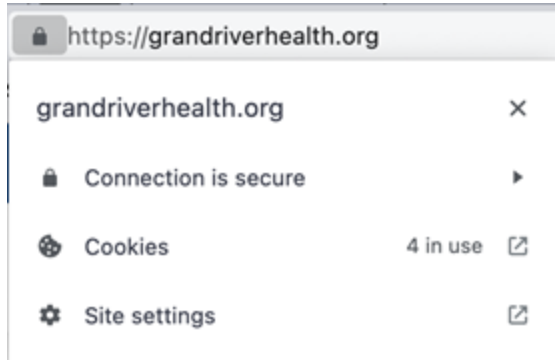 https://grandriverhealth.org
grandriverhealth.org
Connection is secure
Cookies 4 in use
Site settings